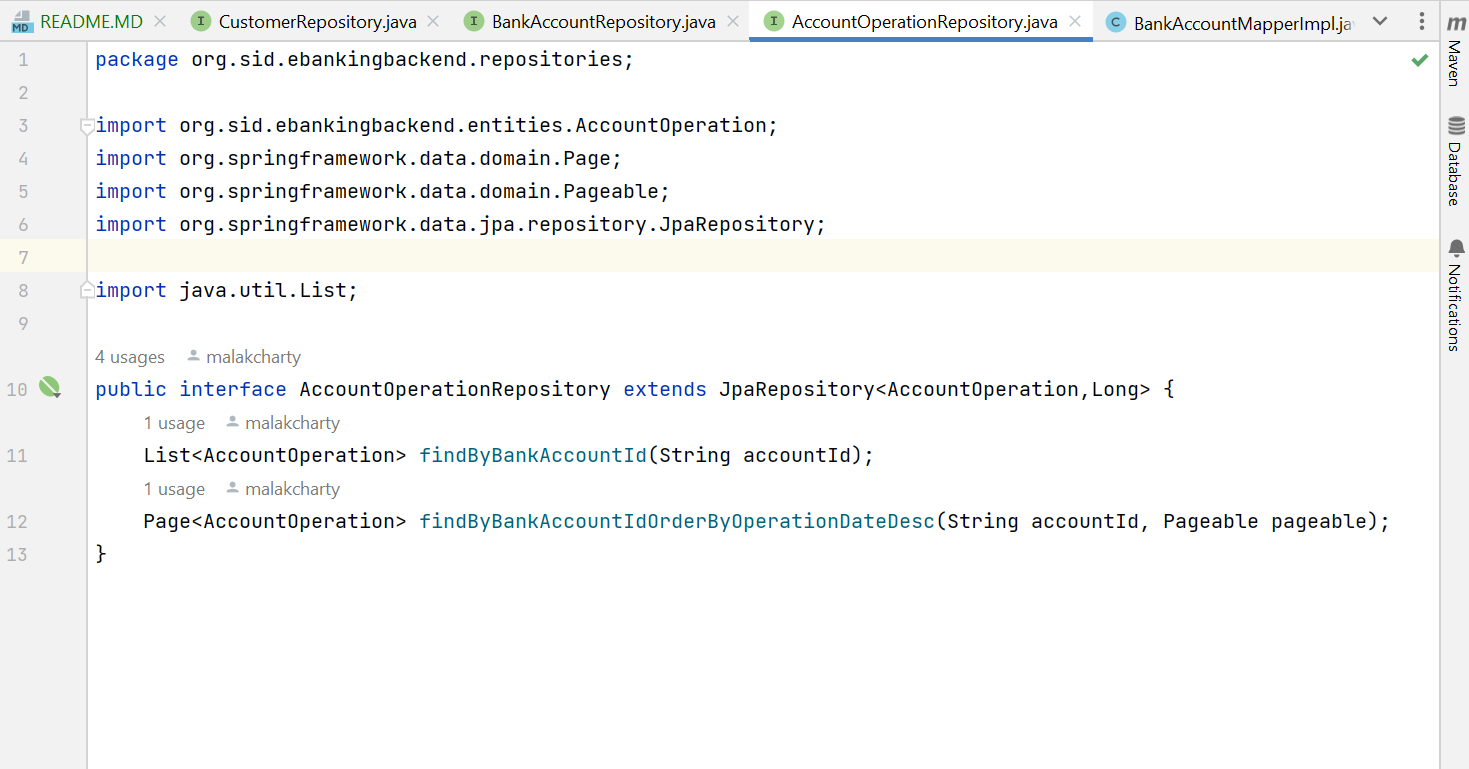 README.MD CustomerRepository.java BankAccountRepository.java AccountOperationRepository.java BankAccountMapperImpl.ja
1 package org.sid.ebankingbackend.repositories;
2
3 import org.sid.ebankingbackend.entities.AccountOperation;
4 import org.springframework.data.domain.Page;
5 import org.springframework.data.domain.Pageable;
6 import org.springframework.data.jpa.repository.JpaRepository;
7
8 import java.util.List;
9
4 usages malakcharty
10 public interface AccountOperationRepository extends JpaRepository<AccountOperation,Long> {
1 usage malakcharty
11 List<AccountOperation> findByBankAccountId(String accountId);
1 usage malakcharty
12 Page<AccountOperation> findByBankAccountIdOrderByOperationDateDesc(String accountId, Pageable pageable);
13 }
Maven
Database
Notifications